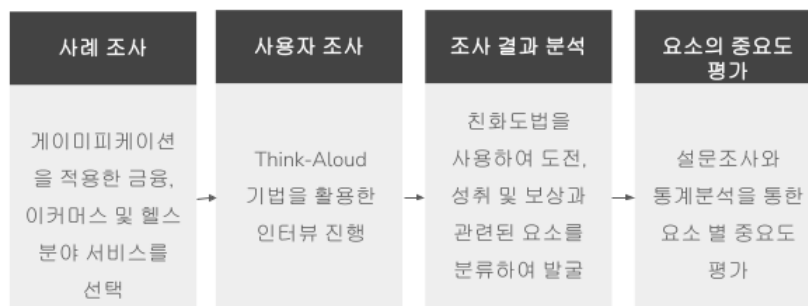 사례 조사
게이미피케이션
을 적용한 금융,
이커머스 및 헬스
분야 서비스를
선택
사용자 조사
Think-Aloud
기법을 활용한
인터뷰 진행
조사 결과 분석
친화도법을
사용하여 도전,
성취 및 보상과
관련된 요소를
분류하여 발굴
요소의 중요도
평가
설문조사와
통계분석을 통한
요소 별 중요도
평가